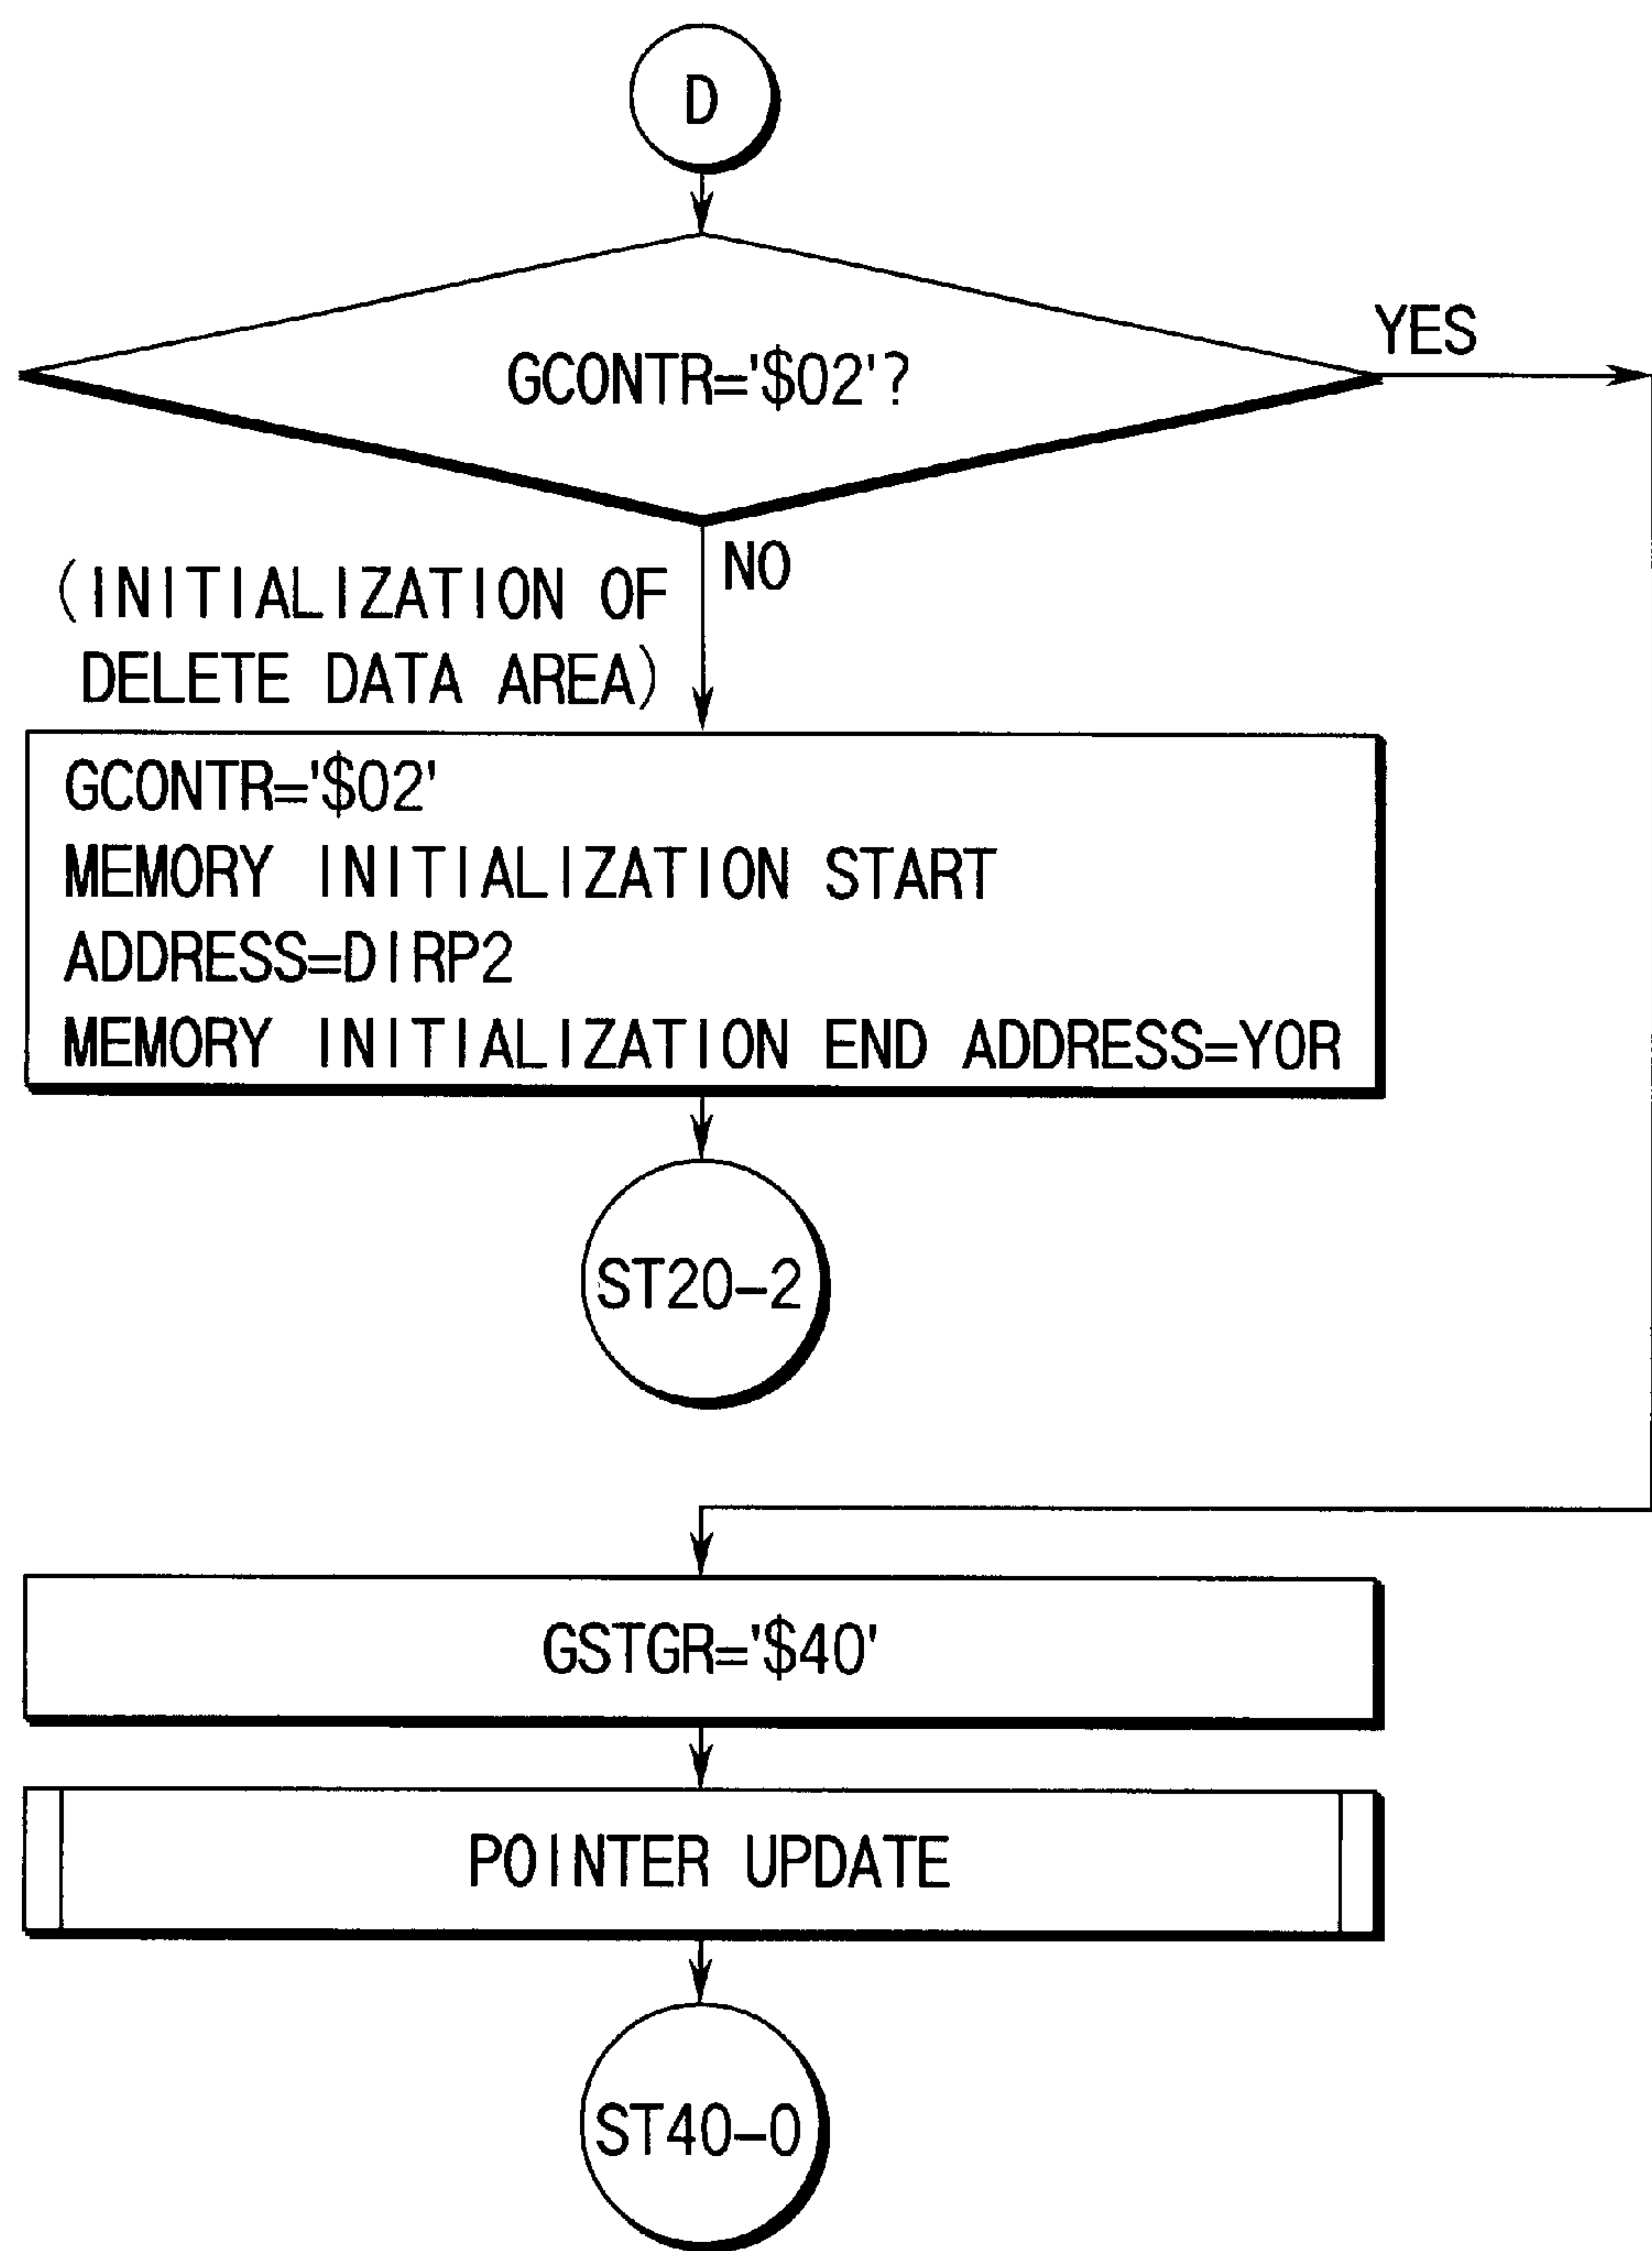 D
GCONTR='$02'?
YES
NO
(INITIALIZATION OF
DELETE DATA AREA)
GCONTR='$02'
MEMORY INITIALIZATION START
ADDRESS=DIRP2
MEMORY INITIALIZATION END ADDRESS=Y0R
ST20-2
GSTGR='$40'
POINTER UPDATE
ST40-0